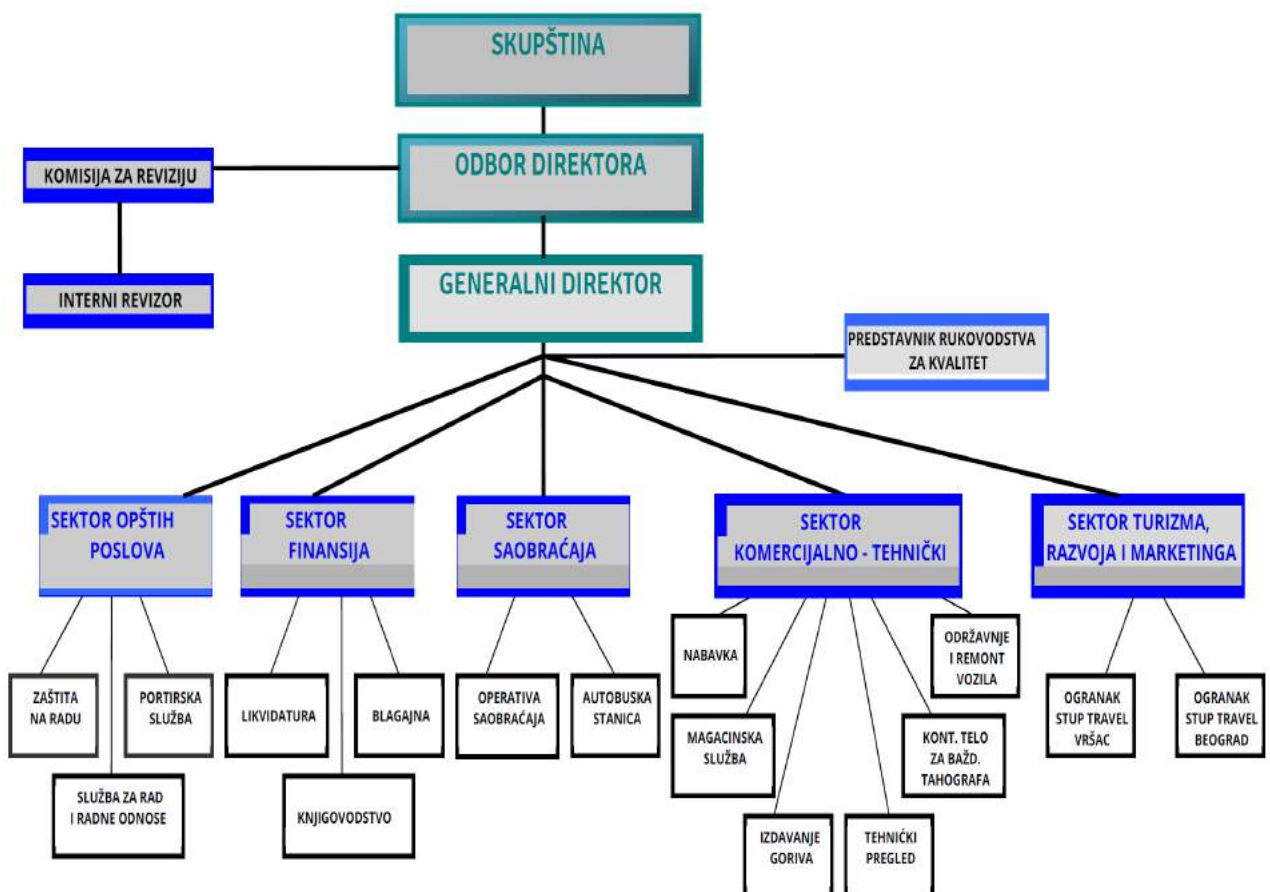 SKUPŠTINA
ODBOR DIREKTORA
KOMISIJA ZA REVIZIJU
GENERALNI DIREKTOR
INTERNI REVIZOR
PREDSTAVNIK RUKOVODSTVA
ZA KVALITET
SEKTOR OPŠTIH
POSLOVA
SEKTOR
FINANSIJA
SEKTOR
SAOBRAĆAJA
SEKTOR
KOMERCIJALNO - TEHNIČKI
SEKTOR TURIZMA,
RAZVOJA I MARKETINGA
ZAŠTITA
NA RADU
PORTIRSKA
SLUŽBA
SLUŽBA ZA RAD
I RADNE ODNOSE
LIKVIDATURA
BLAGAJNA
KNJIGOVODSTVO
OPERATIVA
SAOBRAĆAJA
AUTOBUSKA
STANICA
NABAVKA
ODRŽAVNJE
I REMONT
VOZILA
MAGACINSKA
SLUŽBA
KONT. TELO
ZA BAŽD.
TAHOGRAFA
IZDAVANJE
GORIVA
TEHNIĆKI
PREGLED
OGRANAK
STUP TRAVEL
VRŠAC
OGRANAK
STUP TRAVEL
BEOGRAD